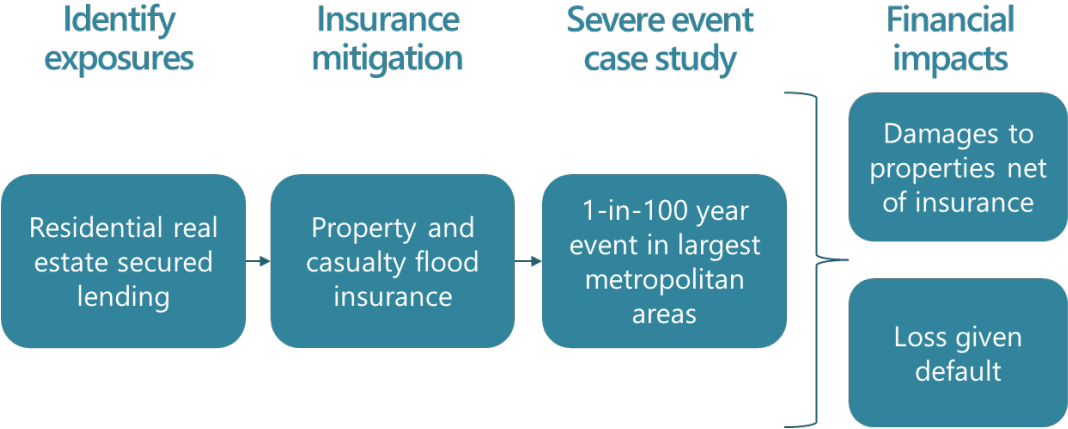 Identify
exposures
Insurance
mitigation
Severe event
case study
Financial
impacts
Residential real
estate secured
lending
Property and
casualty flood
insurance
1-in-100 year
event in largest
metropolitan
areas
Damages to
properties net
of insurance
Loss given
default